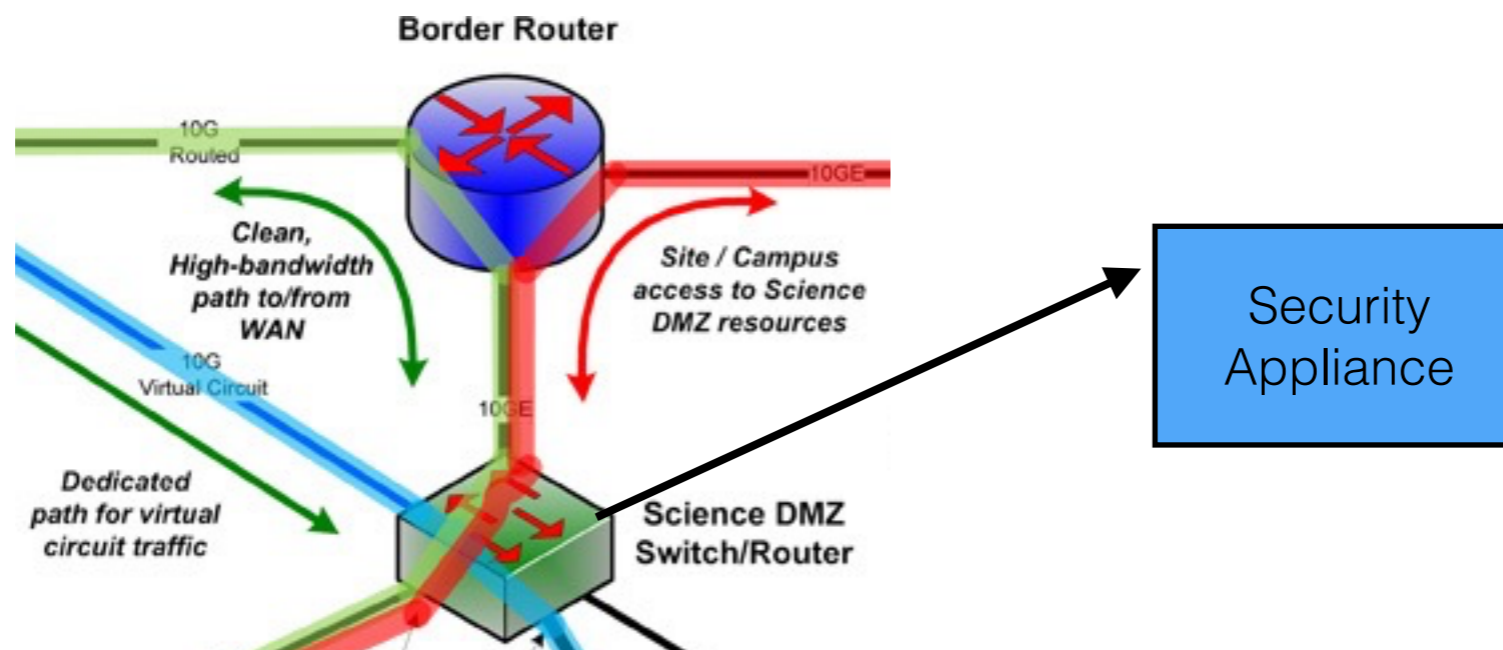 Border Router
10G
Routed
10GE
Clean,
High-bandwidth
path to/from
WAN
Site / Campus
access to Science
DMZ resources
Security
Appliance
10G
Virtual Circuit
10GE
Dedicated
path for virtual
circuit traffic
Science DMZ
Switch/Router